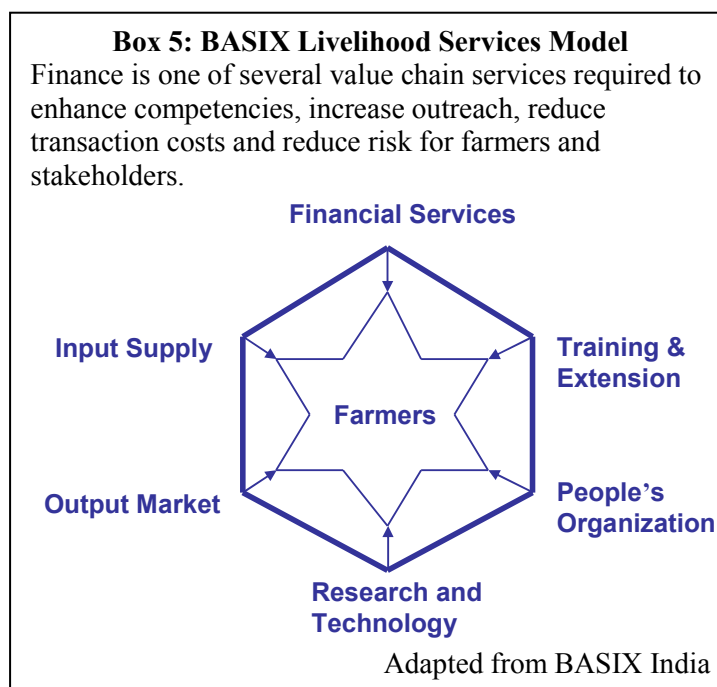 Box 5: BASIX Livelihood Services Model
Finance is one of several value chain services required to
enhance competencies, increase outreach, reduce
transaction costs and reduce risk for farmers and
stakeholders.
Financial Services
Input Supply
Training &
Extension
Farmers
Output Market
People’s
Organization
Research and
Technology
Adapted from BASIX India